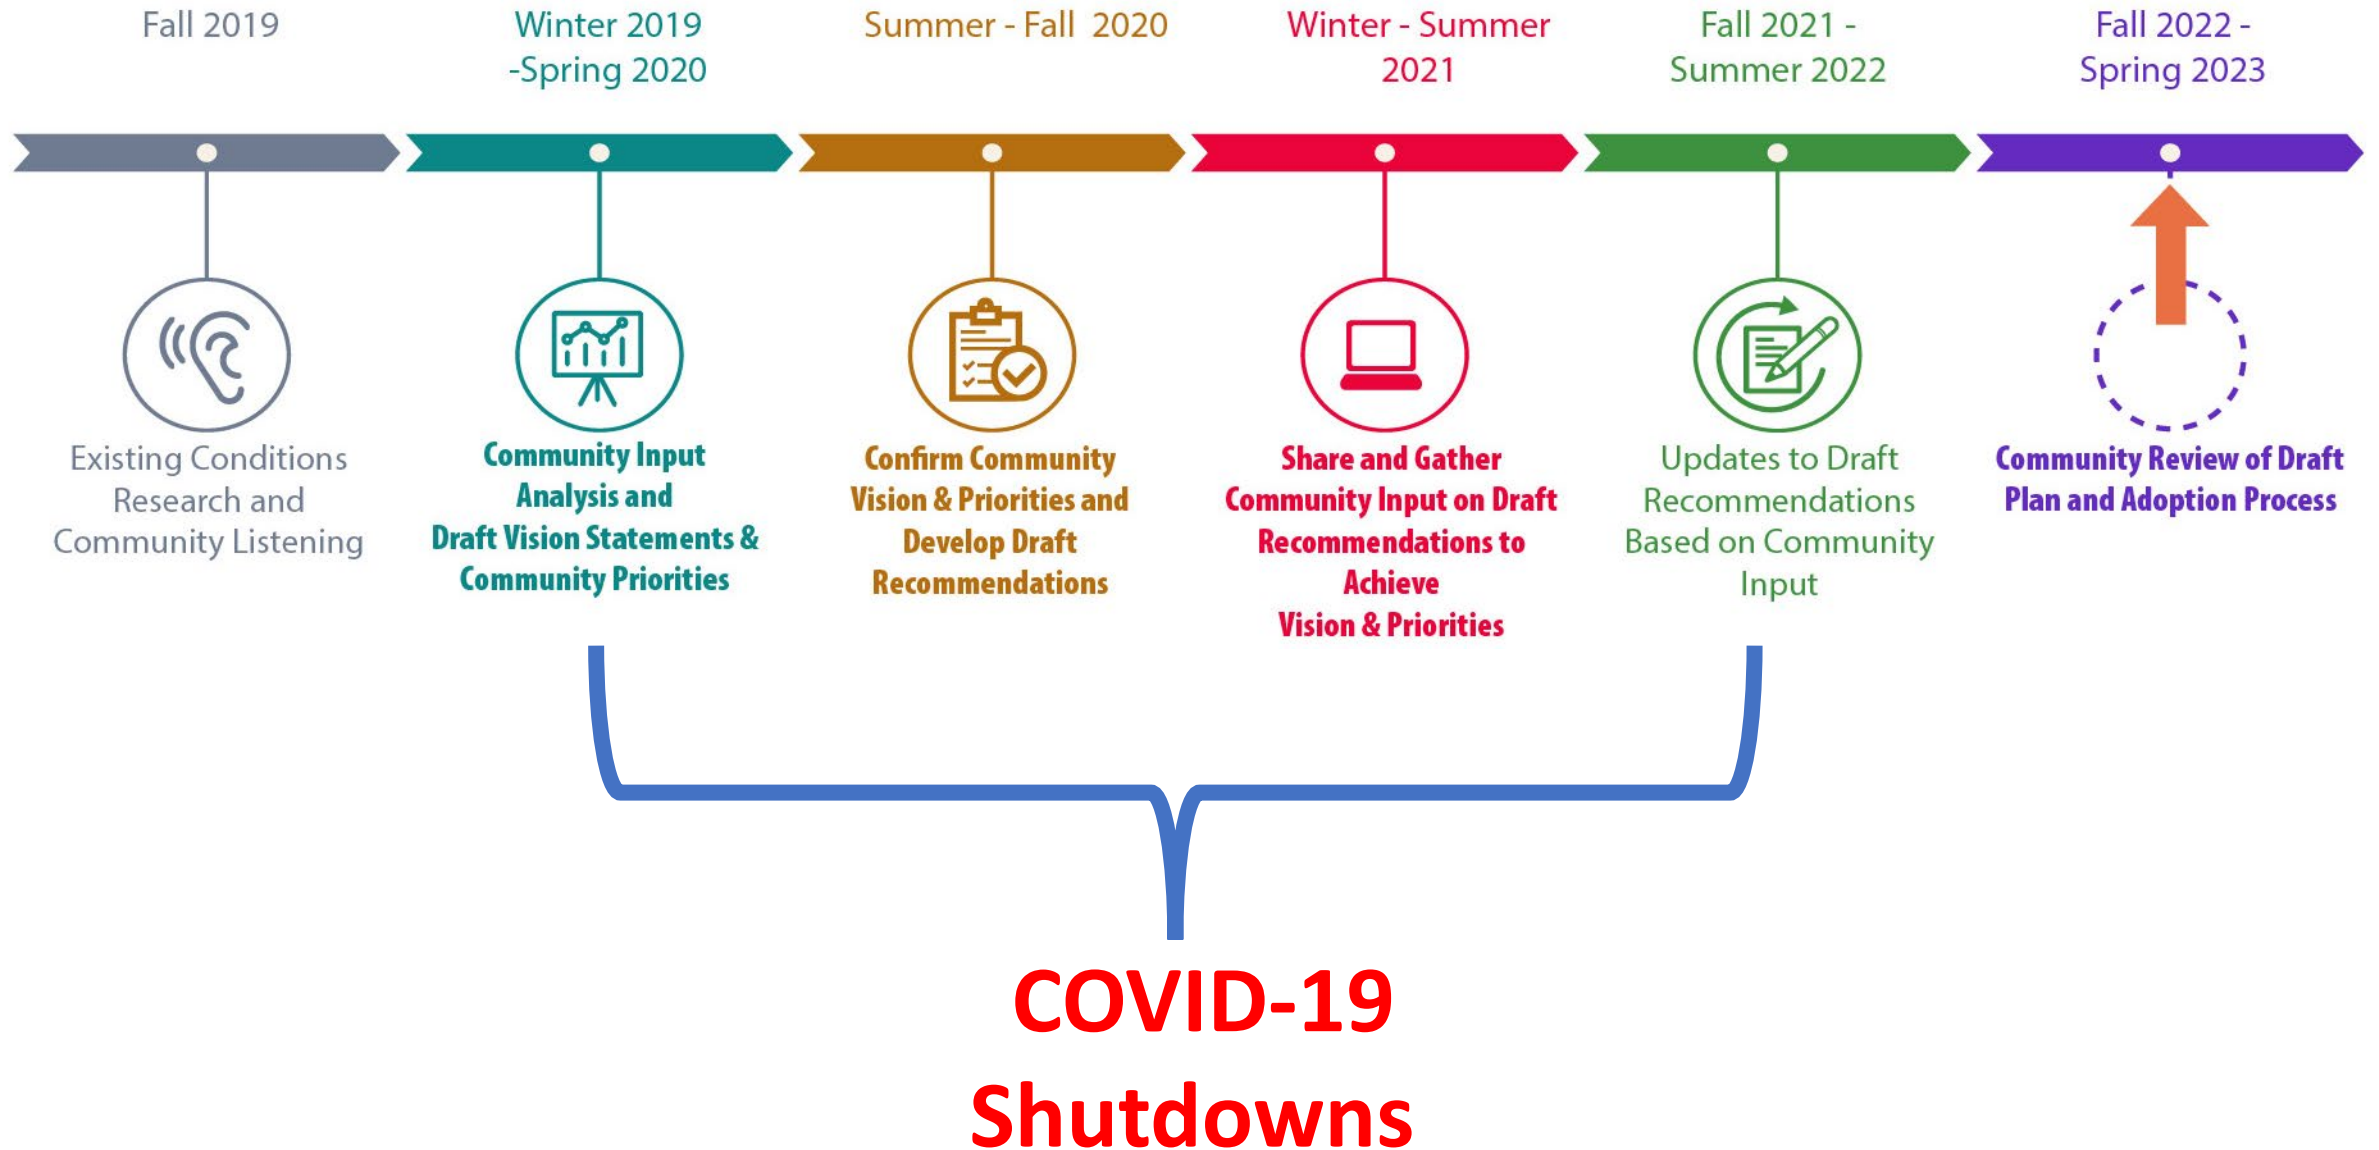 Fall 2019
Winter 2019
-Spring 2020
Summer - Fall 2020
Winter - Summer
2021
Fall 2021 -
Summer 2022
Fall 2022 -
Spring 2023
Existing Conditions
Research and
Community Listening
Community Input
Analysis and
Draft Vision Statements &
Community Priorities
Confirm Community
Vision & Priorities and
Develop Draft
Recommendations
Share and Gather
Community Input on Draft
Recommendations to
Achieve
Vision & Priorities
Updates to Draft
Recommendations
Based on Community
Input
Community Review of Draft
Plan and Adoption Process
COVID-19
Shutdowns